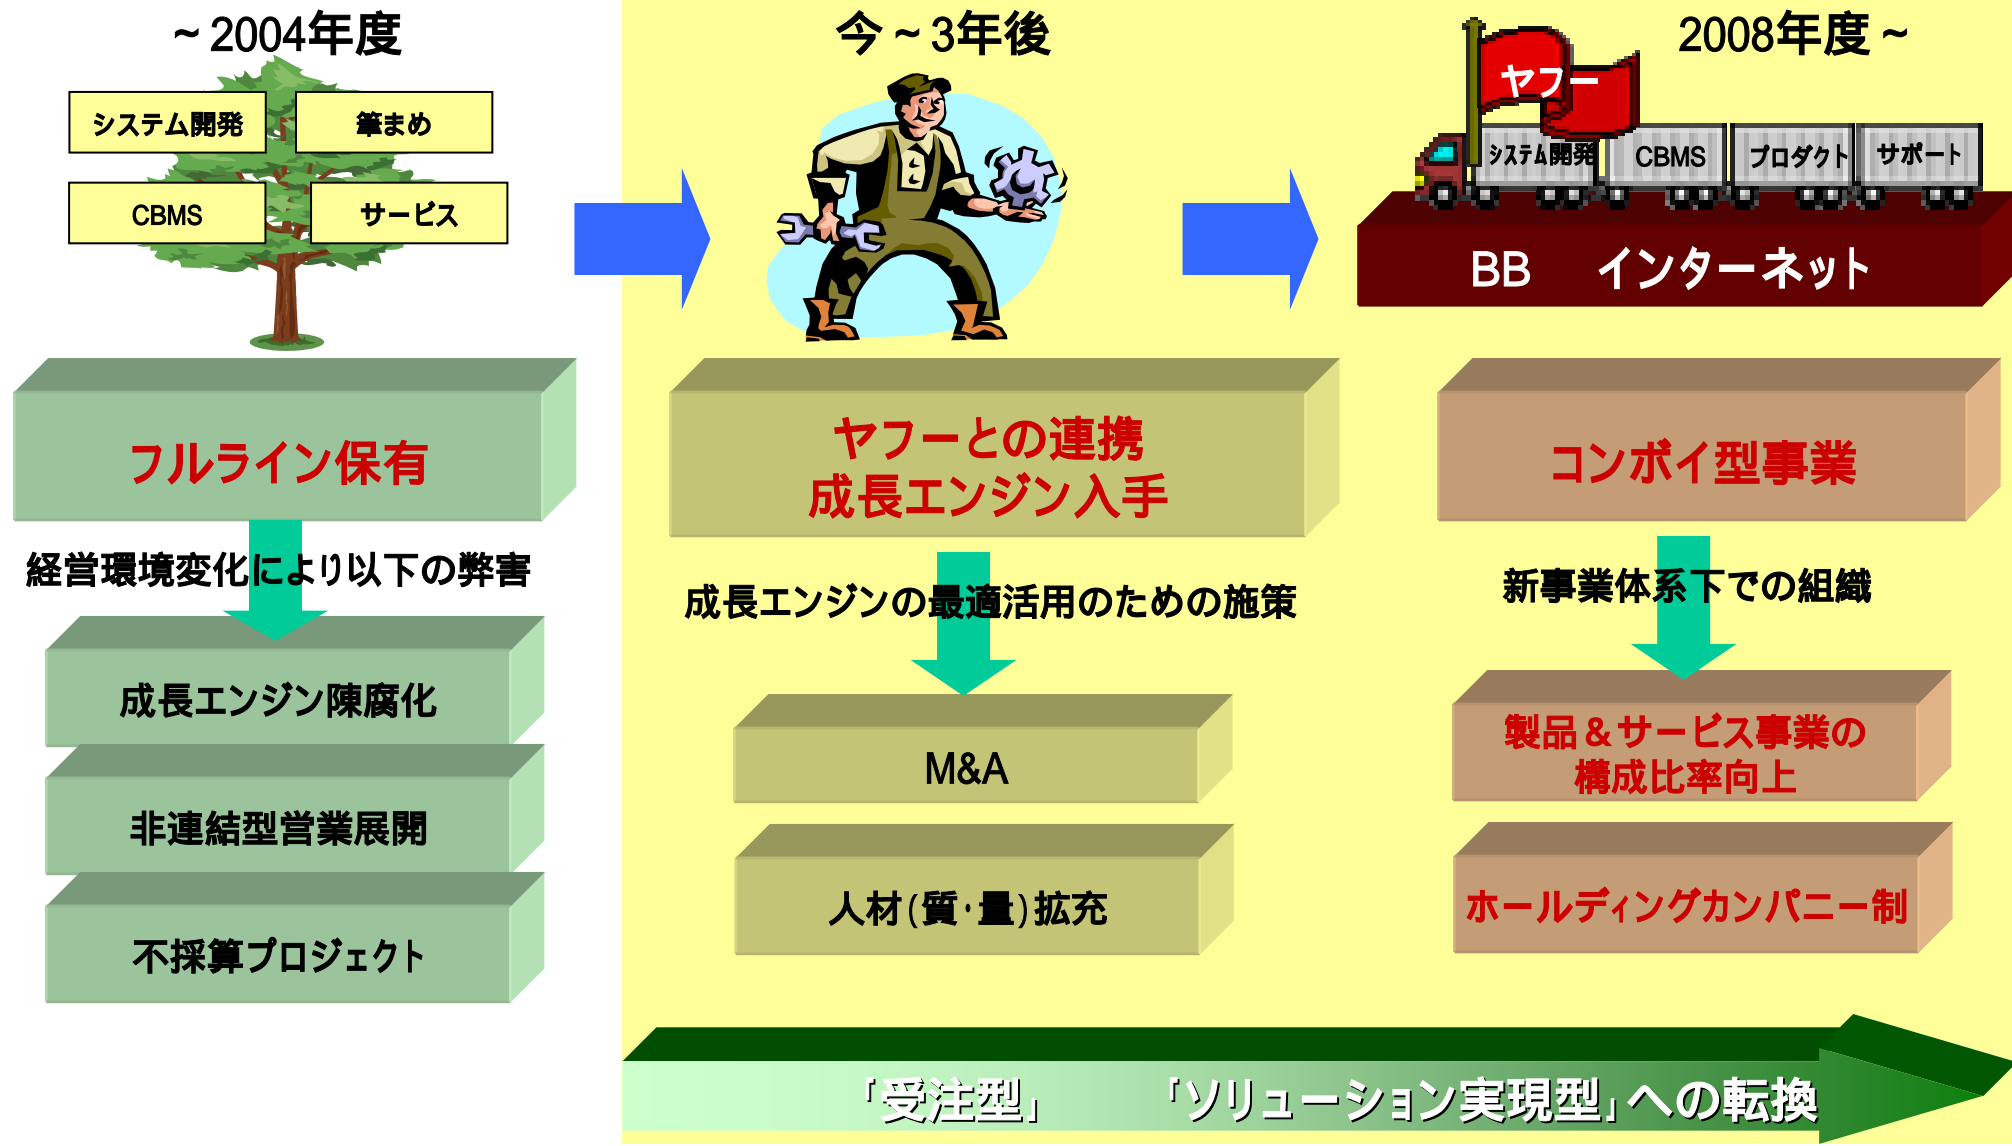 ～2004年度
システム開発
筆まめ
CBMS
サービス
フルライン保有
経営環境変化により以下の弊害
成長エンジン陳腐化
非連結型営業展開
不採算プロジェクト
今～3年後
ヤフーとの連携
成長エンジン入手
成長エンジンの最適活用のための施策
M&A
人材(質・量)拡充
2008年度～
ヤフー
システム開発
CBMS
プロダクト
サポート
BB インターネット
コンボイ型事業
新事業体系下での組織
製品＆サービス事業の
構成比率向上
ホールディングカンパニー制
「受注型」 「ソリューション実現型」への転換